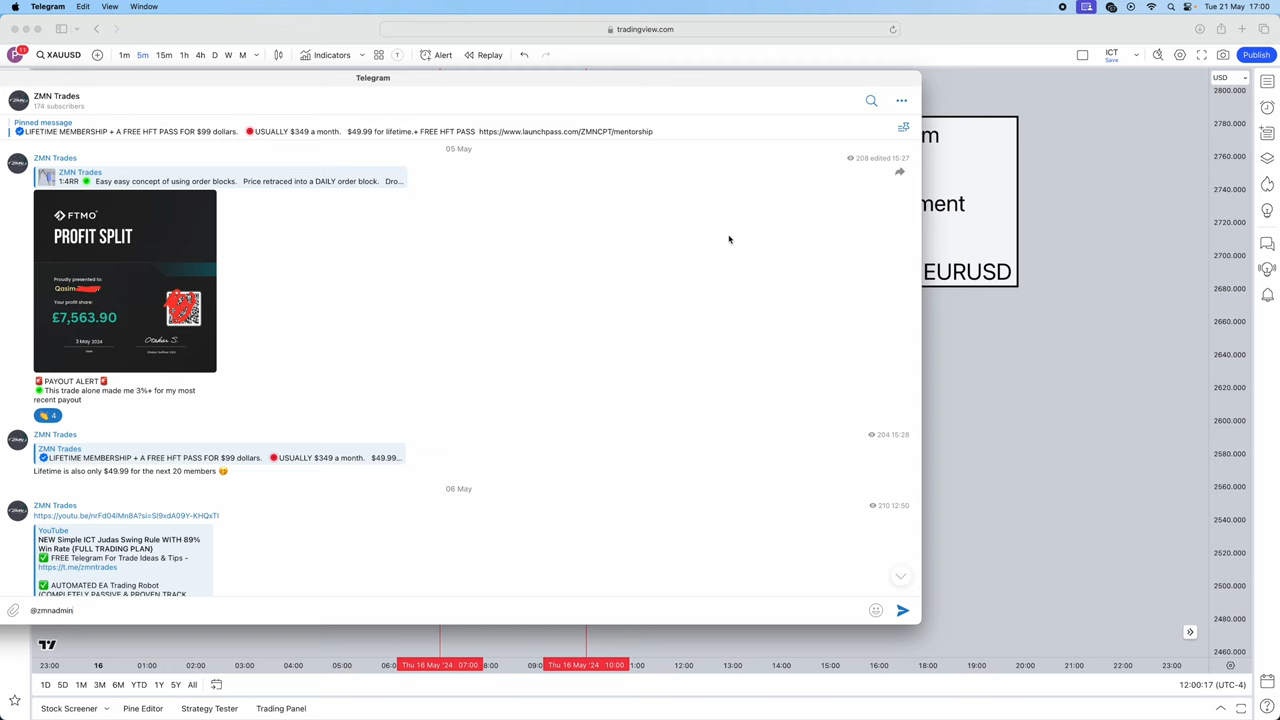 Telegram Edit View Window
Tue 21 May 17:00
tradingview.com
11
XAUUSD 1m 5m 15m 1h 4h D W M Indicators T Alert Replay ICT Save Publish
Telegram
ZMN Trades
174 subscribers
Pinned message
LIFETIME MEMBERSHIP + A FREE HFT PASS FOR $99 dollars. USUALLY $349 a month. $49.99 for lifetime.+ FREE HFT PASS https://www.launchpass.com/ZMNCPT/mentorship
05 May
ZMN Trades
208 edited 15:27
ZMN Trades
1:4RR Easy easy concept of using order blocks. Price retraced into a DAILY order block. Dro...
FTMO
PROFIT SPLIT
Proudly presented to:
Qasim
Your profit share:
£7,563.90
3 May 2024
PAYOUT ALERT
This trade alone made me 3%+ for my most
recent payout
4
ZMN Trades
204 15:28
ZMN Trades
LIFETIME MEMBERSHIP + A FREE HFT PASS FOR $99 dollars. USUALLY $349 a month. $49.99...
Lifetime is also only $49.99 for the next 20 members
06 May
ZMN Trades
210 12:50
https://youtu.be/nrFd04lMn8A?si=Sl9xdA09Y-KHQxTl
YouTube
NEW Simple ICT Judas Swing Rule WITH 89%
Win Rate {FULL TRADING PLAN}
FREE Telegram For Trade Ideas & Tips -
https://t.me/zmntrades
AUTOMATED EA Trading Robot
(COMPLETELY PASSIVE & PROVEN TRACK
@zmnadmin
m
ment
EURUSD
USD
2800.000
2780.000
2760.000
2740.000
2720.000
2700.000
2680.000
2660.000
2640.000
2620.000
2600.000
2580.000
2560.000
2540.000
2520.000
2500.000
2480.000
2460.000
23:00 16 01:00 02:00 03:00 04:00 05:00 06:0 Thu 16 May '24 07:00 8:00 09:0 Thu 16 May '24 10:00 1:00 12:00 13:00 14:00 15:00 16:00 17:00 18:00 19:00 20:00 21:00 22:00 23:00
1D 5D 1M 3M 6M YTD 1Y 5Y All
12:00:17 (UTC-4)
Stock Screener Pine Editor Strategy Tester Trading Panel